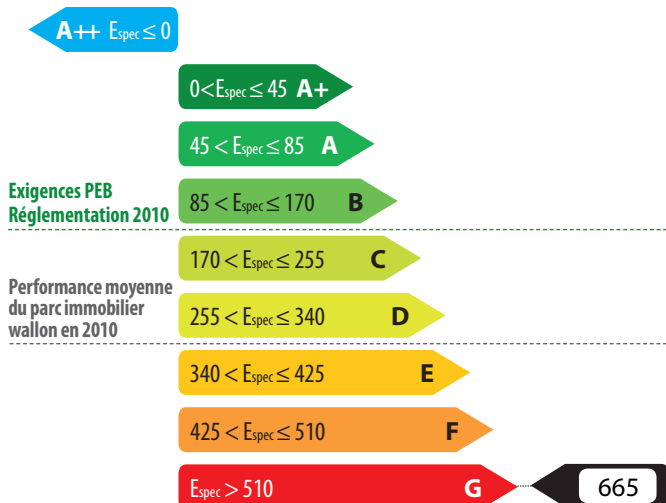 A++ Espec ≤ 0
0 < Espec ≤ 45 A+
45 < Espec ≤ 85 A
Exigences PEB
Réglementation 2010
85 < Espec ≤ 170 B
170 < Espec ≤ 255 C
Performance moyenne
du parc immobilier
wallon en 2010
255 < Espec ≤ 340 D
340 < Espec ≤ 425 E
425 < Espec ≤ 510 F
Espec > 510 G 665